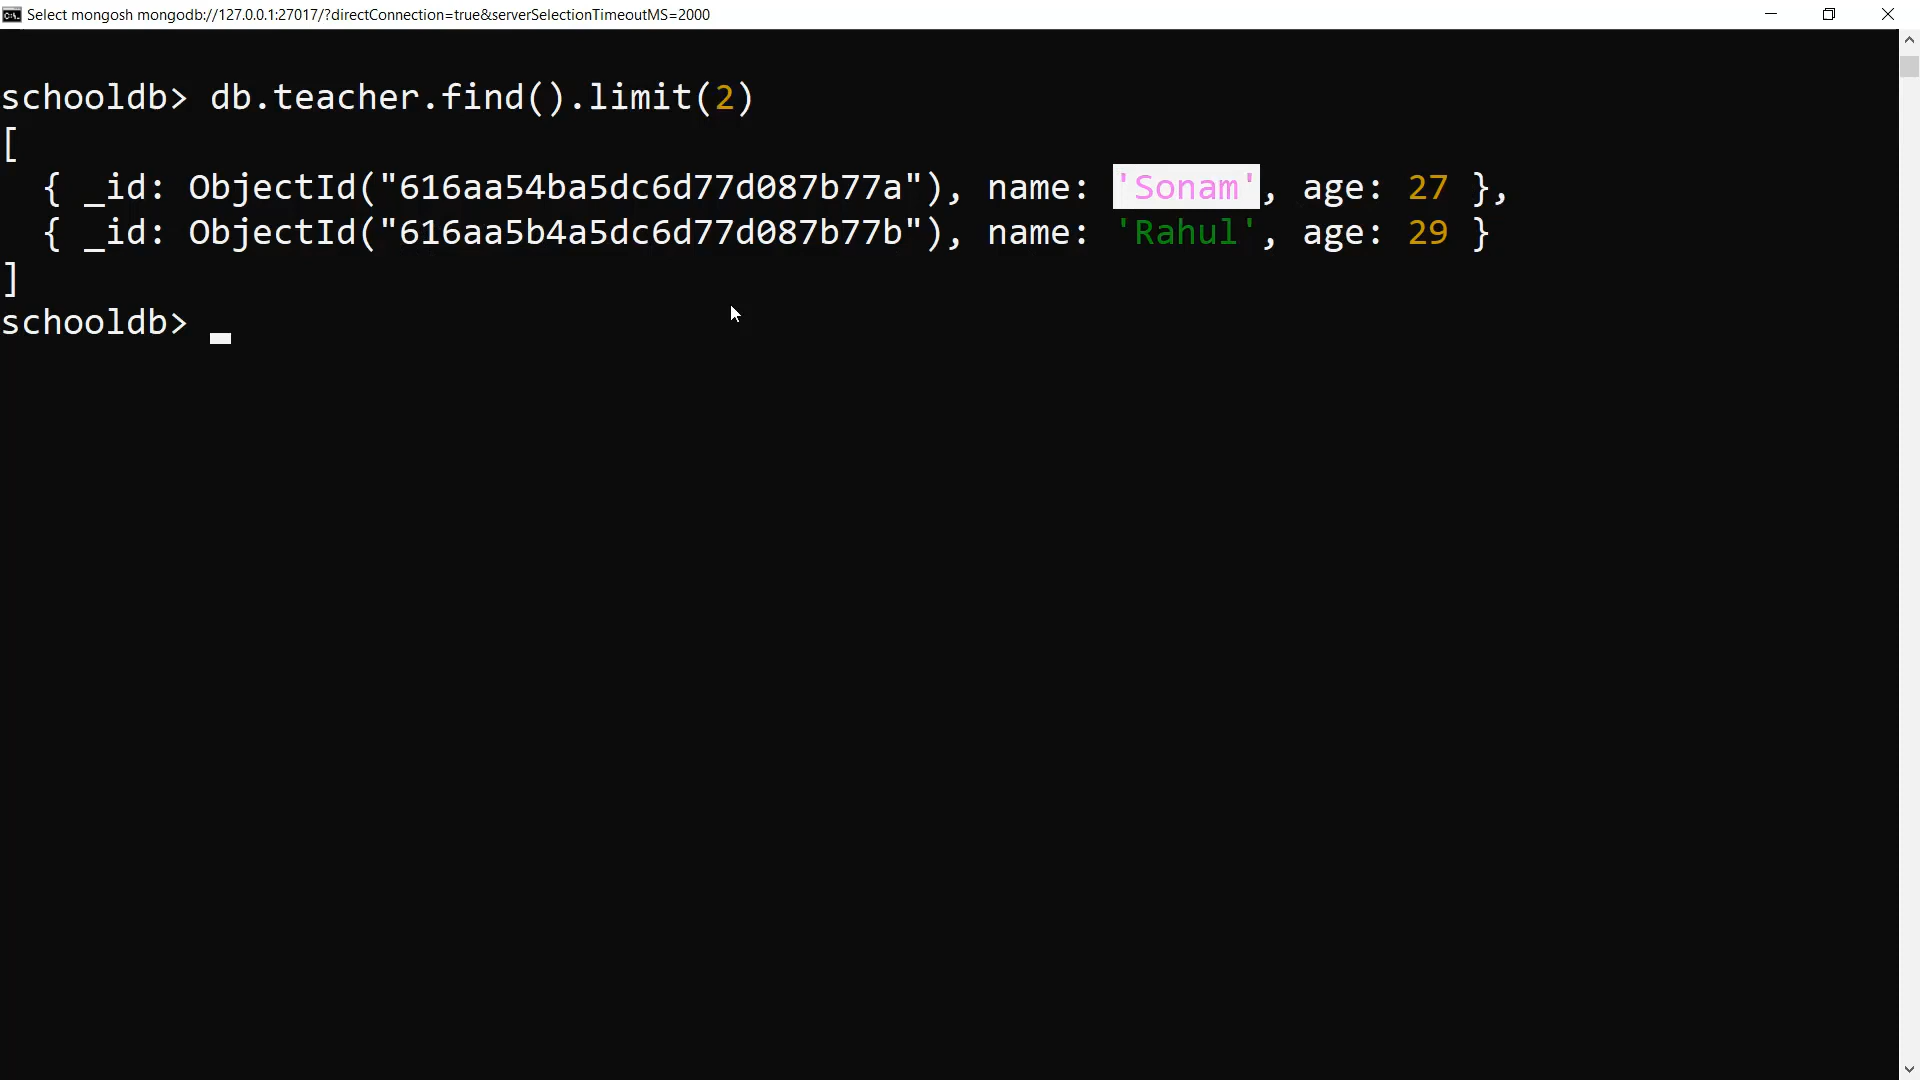 Select mongosh mongodb://127.0.0.1:27017/?directConnection=true&serverSelectionTimeoutMS=2000
schooldb> db.teacher.find().limit(2)
[
  { _id: ObjectId("616aa54ba5dc6d77d087b77a"), name: 'Sonam', age: 27 },
  { _id: ObjectId("616aa5b4a5dc6d77d087b77b"), name: 'Rahul', age: 29 }
]
schooldb>